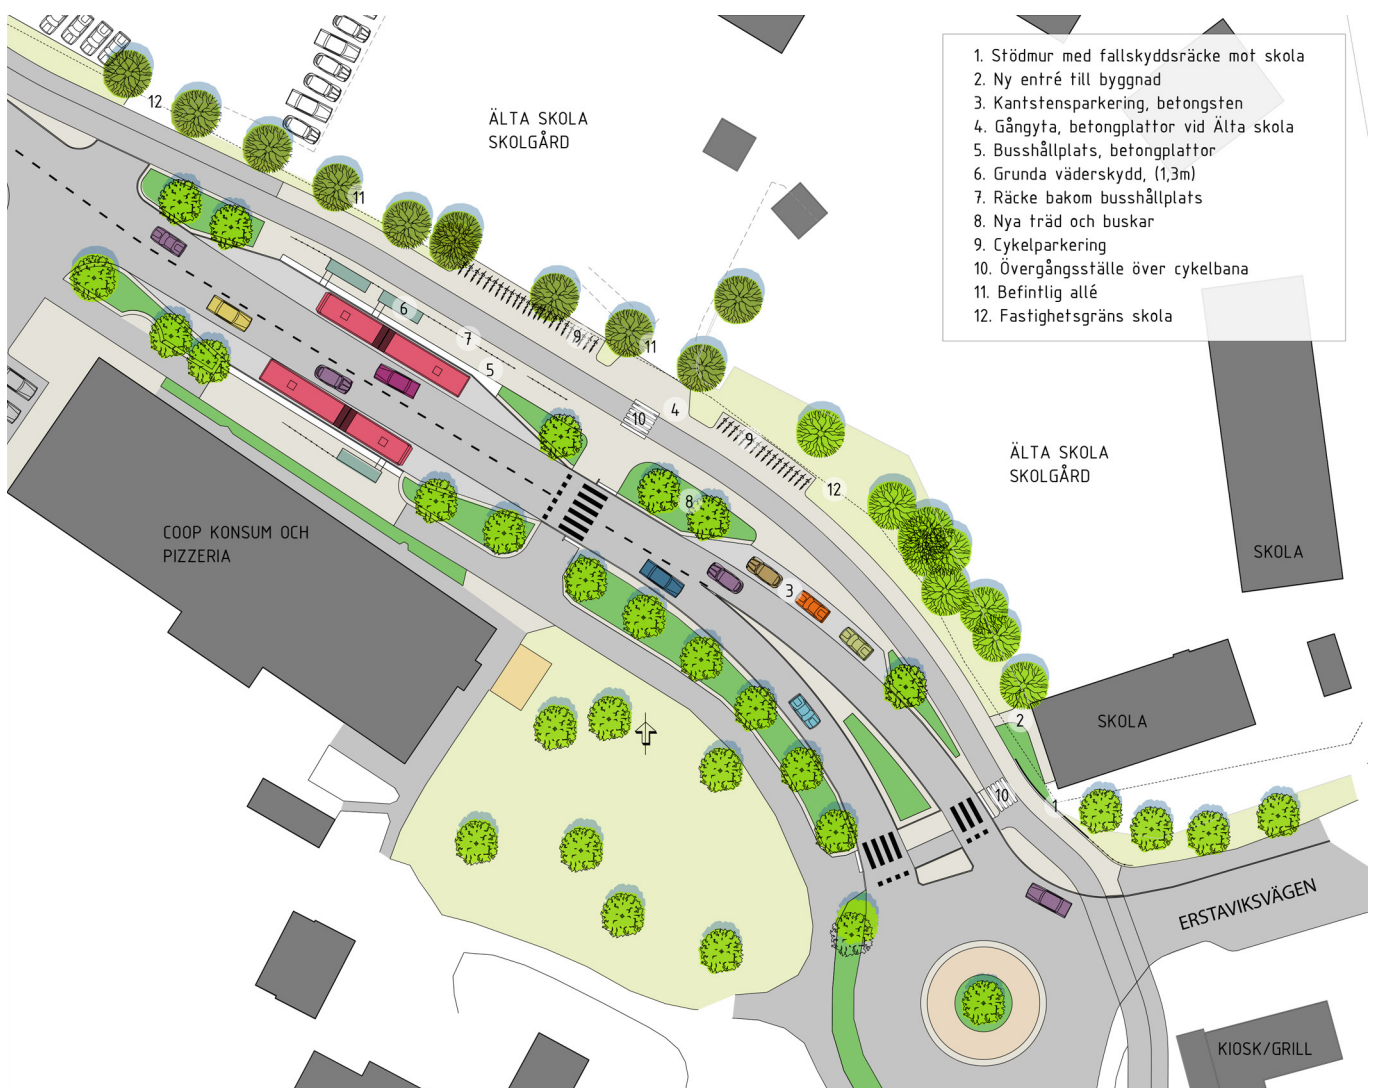 1. Stödmur med fallskyddsräcke mot skola
2. Ny entré till byggnad
3. Kantstensparkering, betongsten
4. Gångyta, betongplattor vid Älta skola
5. Busshållplats, betongplattor
6. Grunda väderskydd, (1,3m)
7. Räcke bakom busshållplats
8. Nya träd och buskar
9. Cykelparkering
10. Övergångsställe över cykelbana
11. Befintlig allé
12. Fastighetsgräns skola
12
ÄLTA SKOLA
SKOLGÅRD
11
6
7
9
11
5
10
4
9
ÄLTA SKOLA
SKOLGÅRD
12
8
COOP KONSUM OCH
PIZZERIA
SKOLA
3
2
SKOLA
10
1
ERSTAVIKSVÄGEN
KIOSK/GRILL